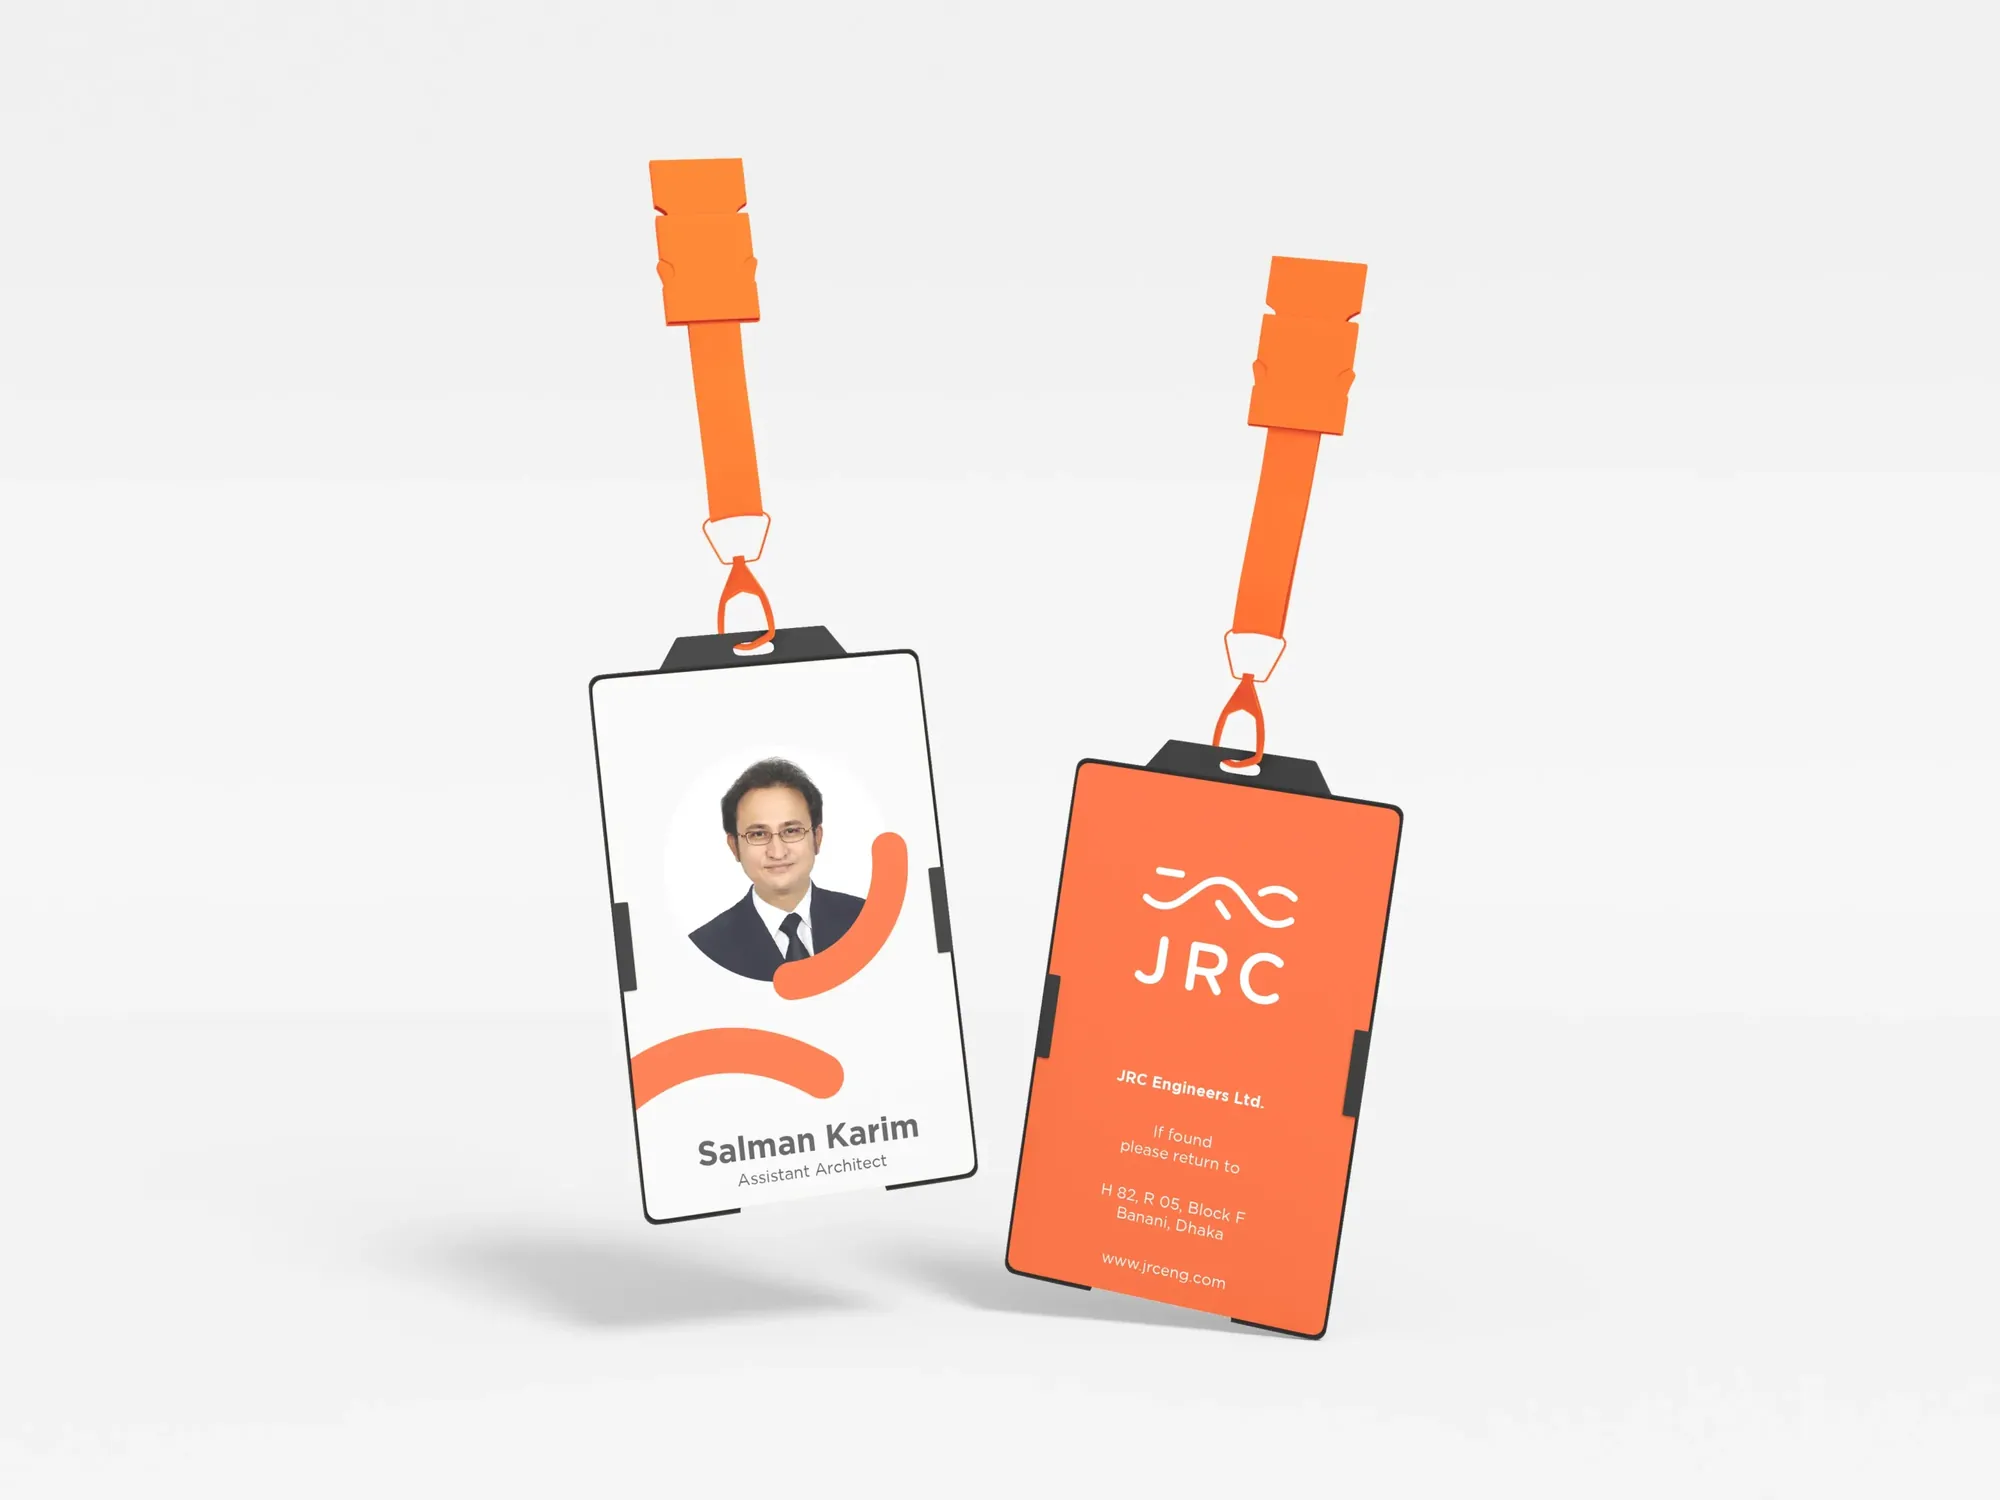 Salman Karim
Assistant Architect
JRC
JRC Engineers Ltd.
If found
please return to
H 82, R 05, Block F
Banani, Dhaka
www.jrceng.com